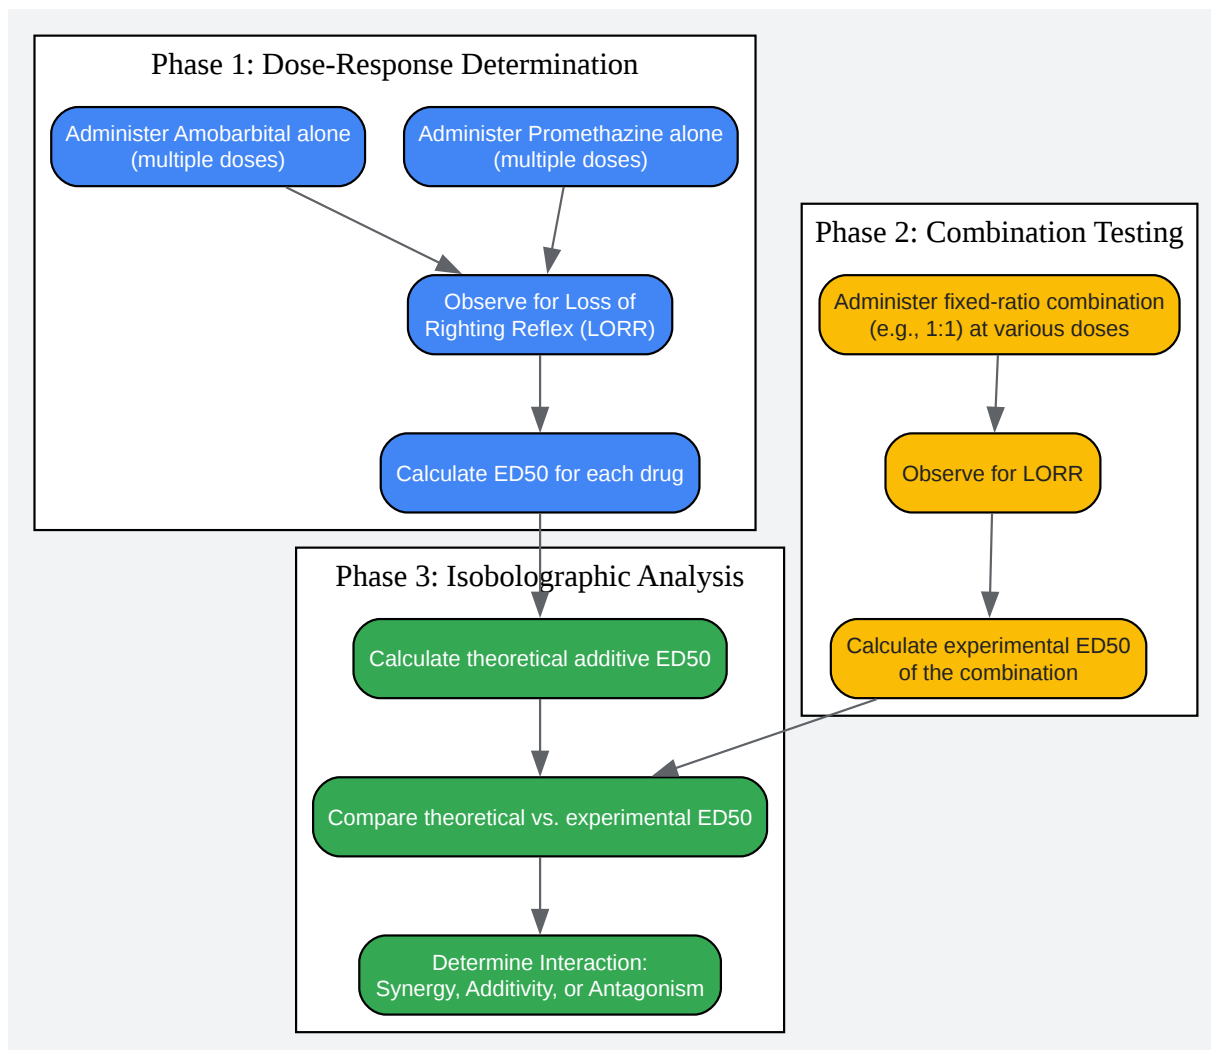 Phase 1: Dose-Response Determination
Administer Amobarbital alone
(multiple doses)
Administer Promethazine alone
(multiple doses)
Observe for Loss of
Righting Reflex (LORR)
Calculate ED50 for each drug
Phase 2: Combination Testing
Administer fixed-ratio combination
(e.g., 1:1) at various doses
Observe for LORR
Calculate experimental ED50
of the combination
Phase 3: Isobolographic Analysis
Calculate theoretical additive ED50
Compare theoretical vs. experimental ED50
Determine Interaction:
Synergy, Additivity, or Antagonism